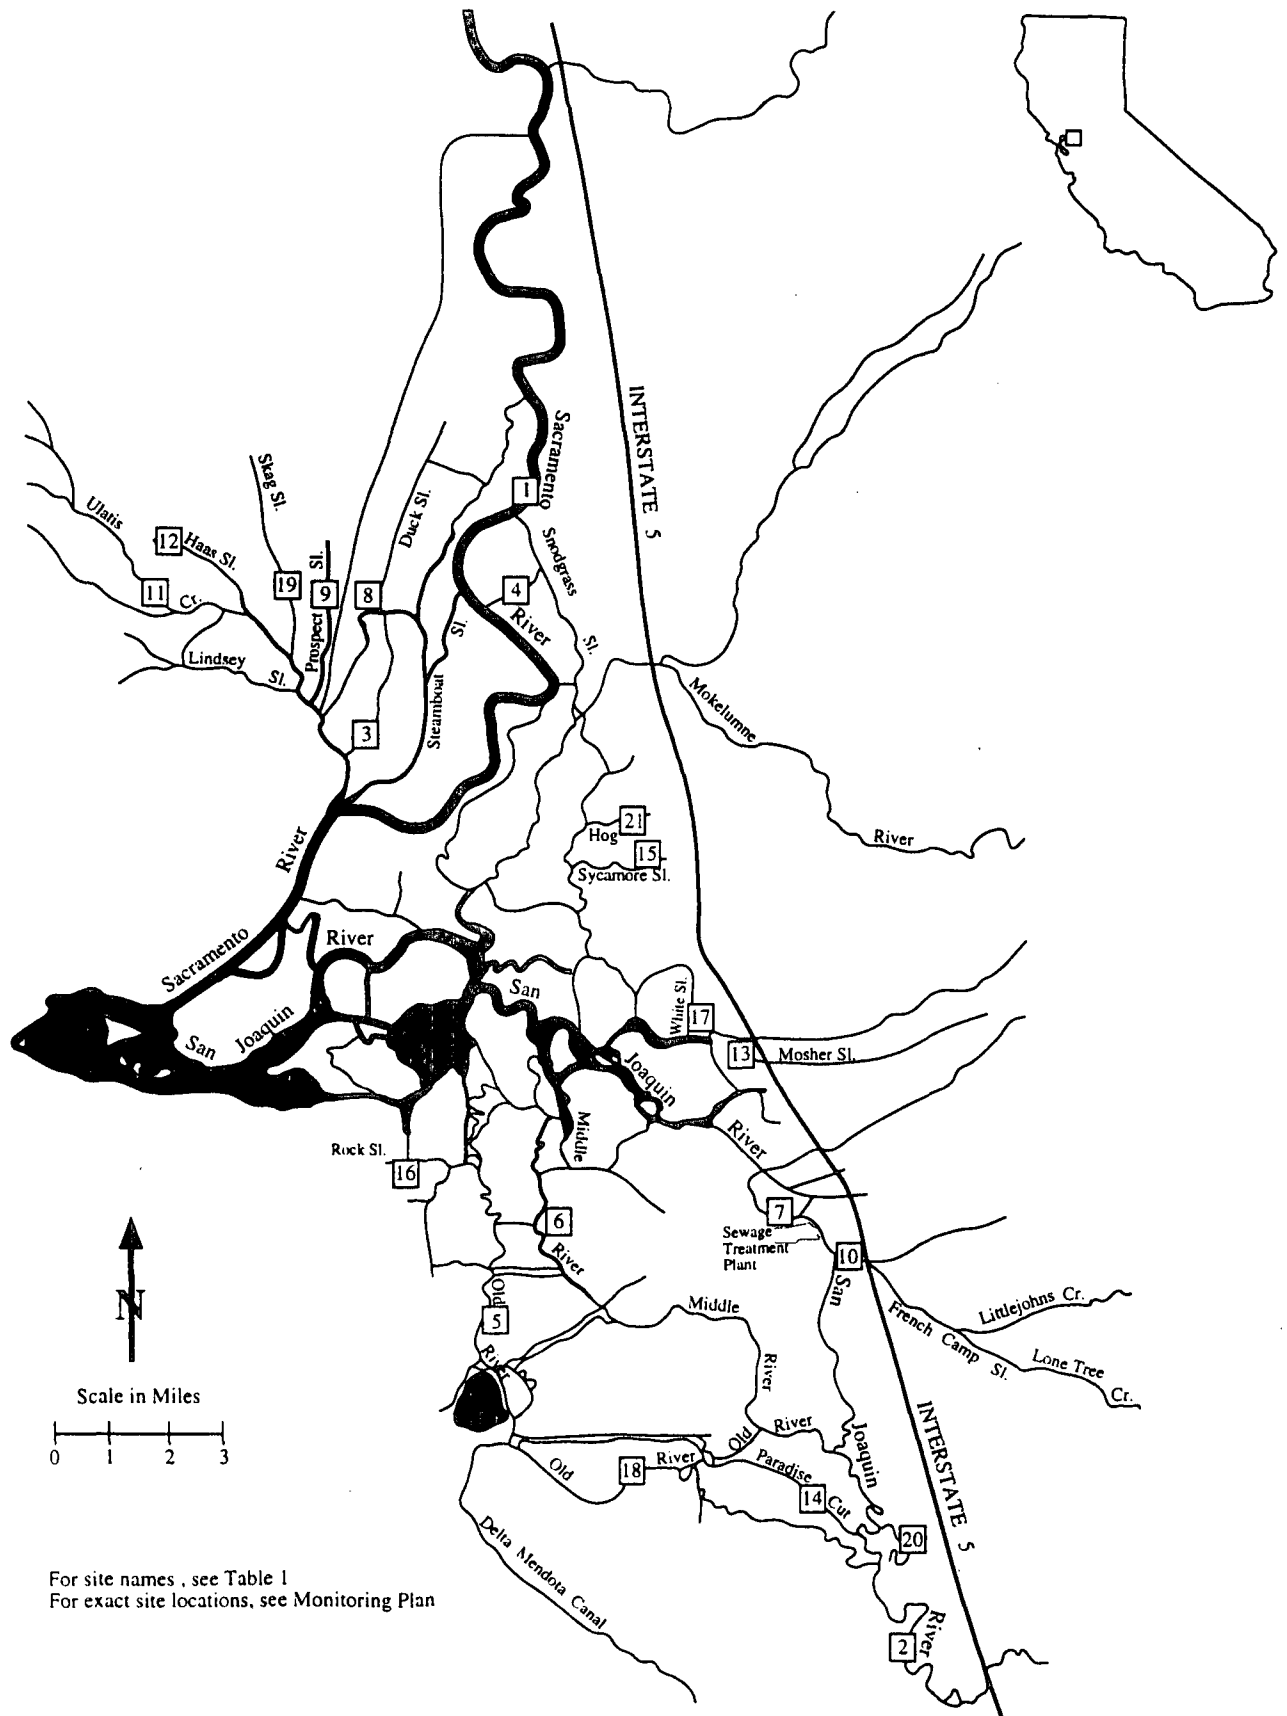 INTERSTATE 5
Sacramento
Skag Sl.
Duck Sl.
1
Ulatis
12
Haas Sl.
Snodgrass
Sl.
19
9
8
4
11
Cr.
Prospect
Sl.
River
Sl.
Lindsey
Sl.
Steamboat
Mokelumne
3
21
Hog
River
River
15
Sycamore Sl.
Sacramento
River
San
White Sl.
17
San
Joaquin
Joaquin
13
Mosher Sl.
Middle
River
Rock Sl.
16
7
6
Sewage
Treatment
Plant
River
10
N
Old
San
Middle
Littlejohns Cr.
5
French Camp Sl.
River
Lone Tree
Cr.
River
Scale in Miles
0 1 2 3
INTERSTATE 5
Old
River
Joaquin
Old
18
River
Paradise
14
Cut
20
Delta Mendota Canal
For site names , see Table 1
For exact site locations, see Monitoring Plan
River
2